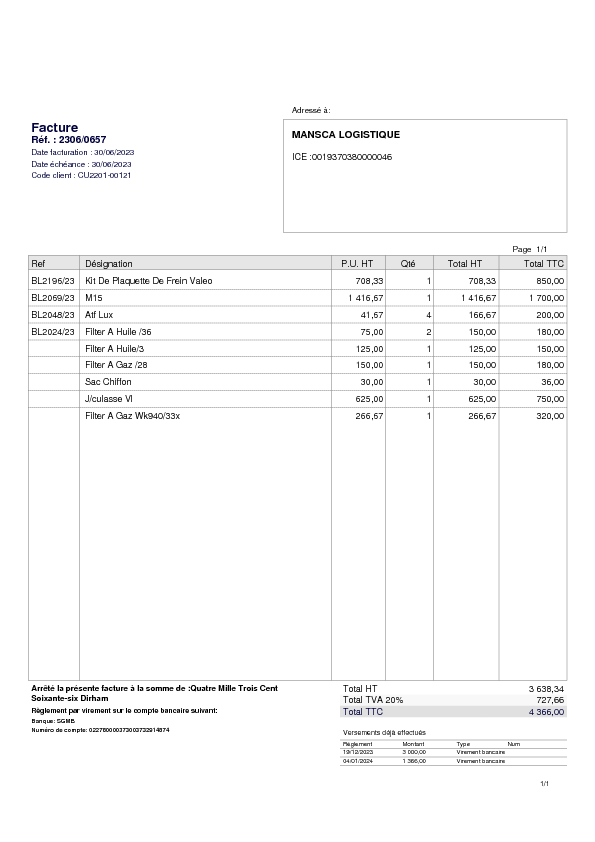 Adressé à:
Facture
Réf. : 2306/0657
Date facturation : 30/06/2023
Date échéance : 30/06/2023
Code client : CU2201-00121
MANSCA LOGISTIQUE
ICE :0019370380000046
Page 1/1
Ref Désignation P.U. HT Qté Total HT Total TTC
BL2196/23 Kit De Plaquette De Frein Valeo 708,33 1 708,33 850,00
BL2069/23 M15 1 416,67 1 1 416,67 1 700,00
BL2048/23 Atf Lux 41,67 4 166,67 200,00
BL2024/23 Filter A Huile /36 75,00 2 150,00 180,00
Filter A Huile/3 125,00 1 125,00 150,00
Filter A Gaz /28 150,00 1 150,00 180,00
Sac Chiffon 30,00 1 30,00 36,00
J/culasse Vl 625,00 1 625,00 750,00
Filter A Gaz Wk940/33x 266,67 1 266,67 320,00
Arrêté la présente facture à la somme de :Quatre Mille Trois Cent
Soixante-six Dirham
Règlement par virement sur le compte bancaire suivant:
Banque: SGMB
Numéro de compte:
Total HT 3 638,34
Total TVA 20% 727,66
Total TTC 4 366,00
Versements déjà effectués
Règlement Montant Type Num
19/12/2023 3 000,00 Virement bancaire
04/01/2024 1 366,00 Virement bancaire
1/1